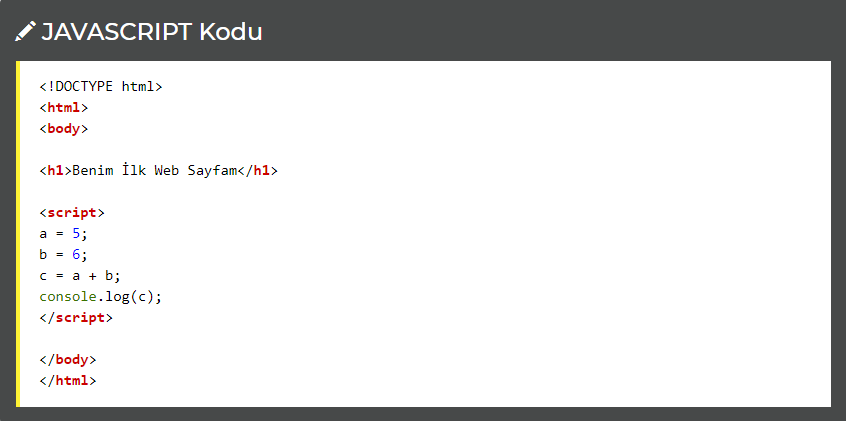 JAVASCRIPT Kodu
<!DOCTYPE html>
<html>
<body>
<h1>Benim İlk Web Sayfam</h1>
<script>
a = 5;
b = 6;
c = a + b;
console.log(c);
</script>
</body>
</html>